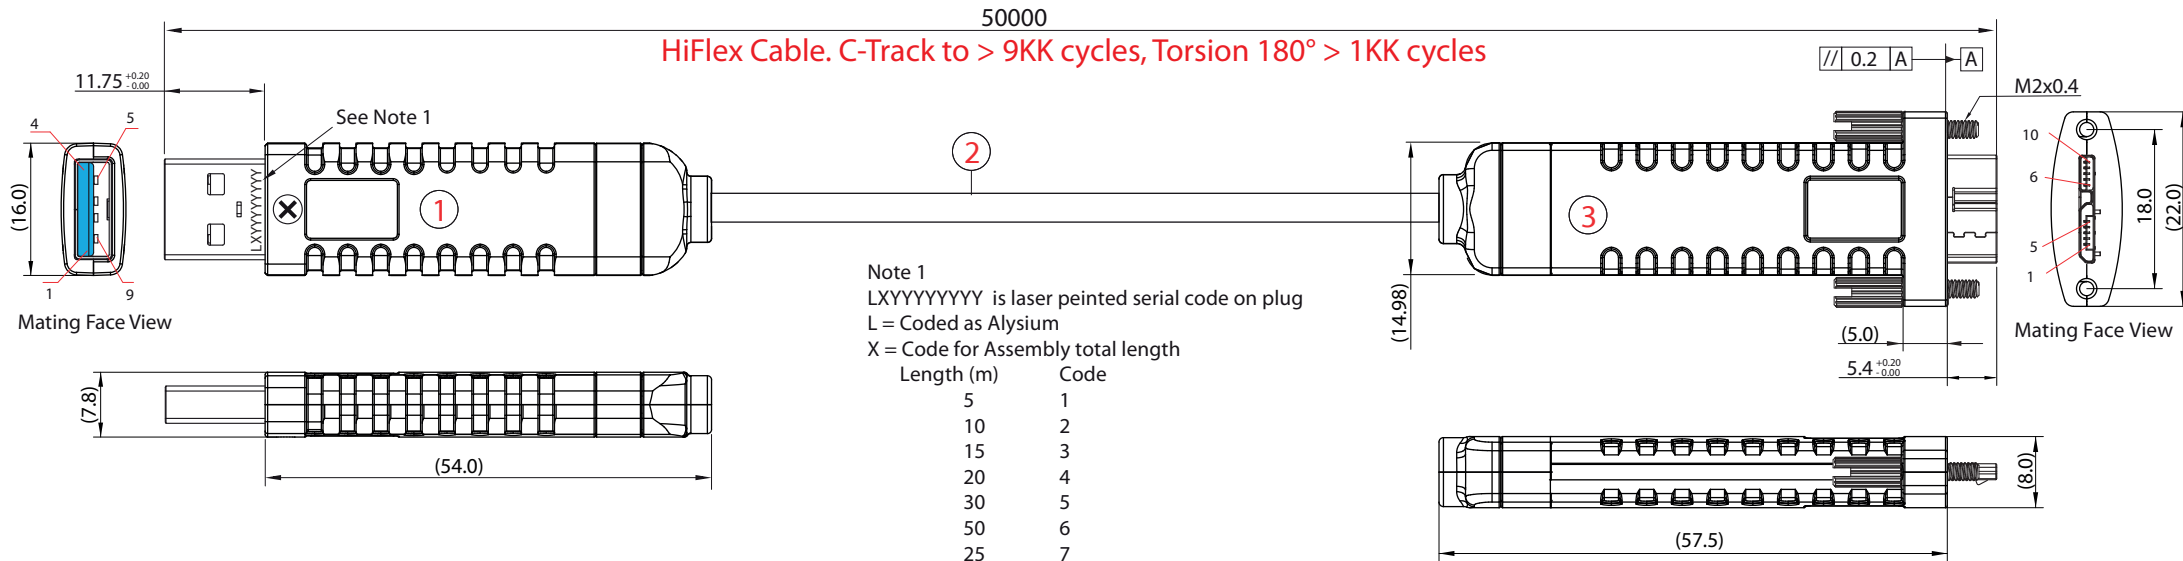 50000
HiFlex Cable. C-Track to > 9KK cycles, Torsion 180° > 1KK cycles
11.75 +0.20 -0.00
// 0.2 A
A
M2x0.4
See Note 1
4
5
(16.0)
1
9
Mating Face View
LXYYYYYYYY
1
2
3
(14.98)
10
6
5
1
18.0
(22.0)
Mating Face View
(5.0)
5.4 +0.20 -0.00
Note 1
LXYYYYYYYY is laser peinted serial code on plug
L = Coded as Alysium
X = Code for Assembly total length
Length (m) Code
5 1
10 2
15 3
20 4
30 5
50 6
25 7
(7.8)
(54.0)
(8.0)
(57.5)